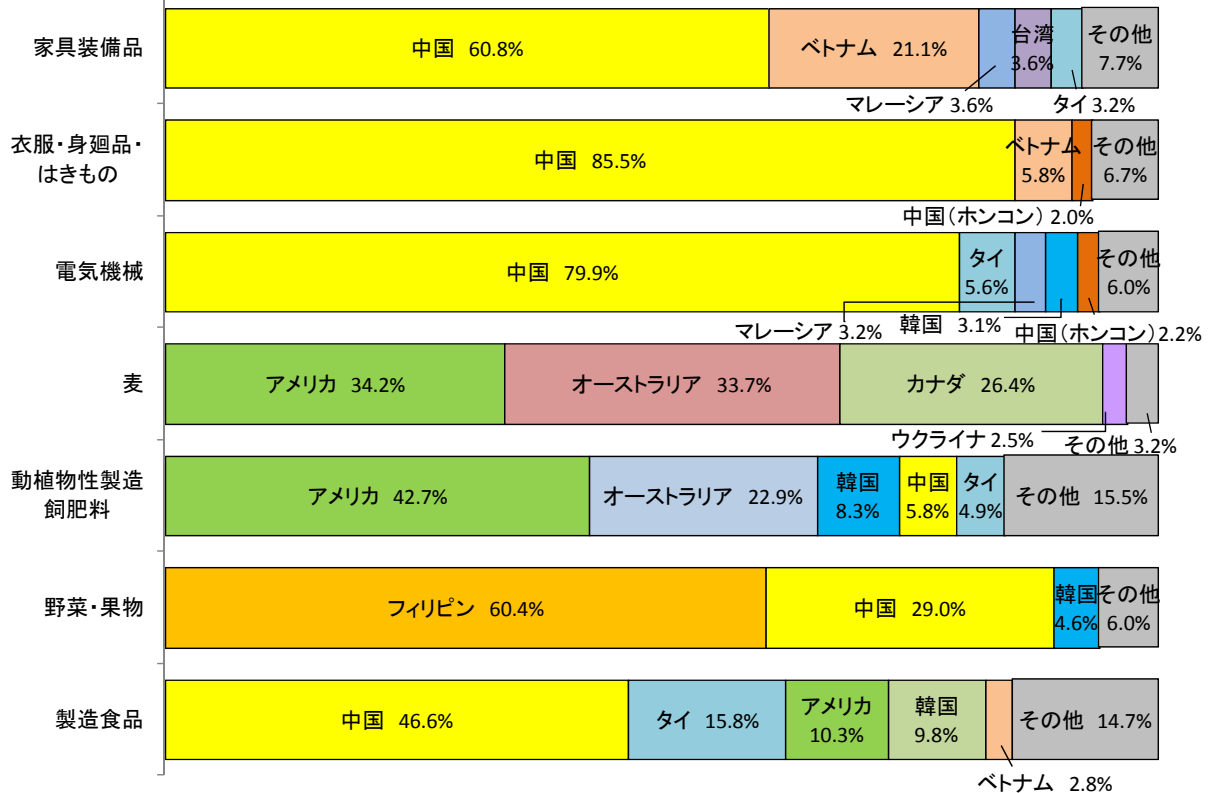 家具装備品
中国 60.8%
ベトナム 21.1%
マレーシア 3.6%
台湾
3.6%
タイ 3.2%
その他
7.7%
衣服・身廻品・
はきもの
中国 85.5%
ベトナム
5.8%
中国(ホンコン) 2.0%
その他
6.7%
電気機械
中国 79.9%
タイ
5.6%
マレーシア 3.2%
韓国 3.1%
中国(ホンコン) 2.2%
その他
6.0%
麦
アメリカ 34.2%
オーストラリア 33.7%
カナダ 26.4%
ウクライナ 2.5%
その他 3.2%
動植物性製造
飼肥料
アメリカ 42.7%
オーストラリア 22.9%
韓国
8.3%
中国
5.8%
タイ
4.9%
その他 15.5%
野菜・果物
フィリピン 60.4%
中国 29.0%
韓国
4.6%
その他
6.0%
製造食品
中国 46.6%
タイ 15.8%
アメリカ
10.3%
韓国
9.8%
ベトナム 2.8%
その他 14.7%